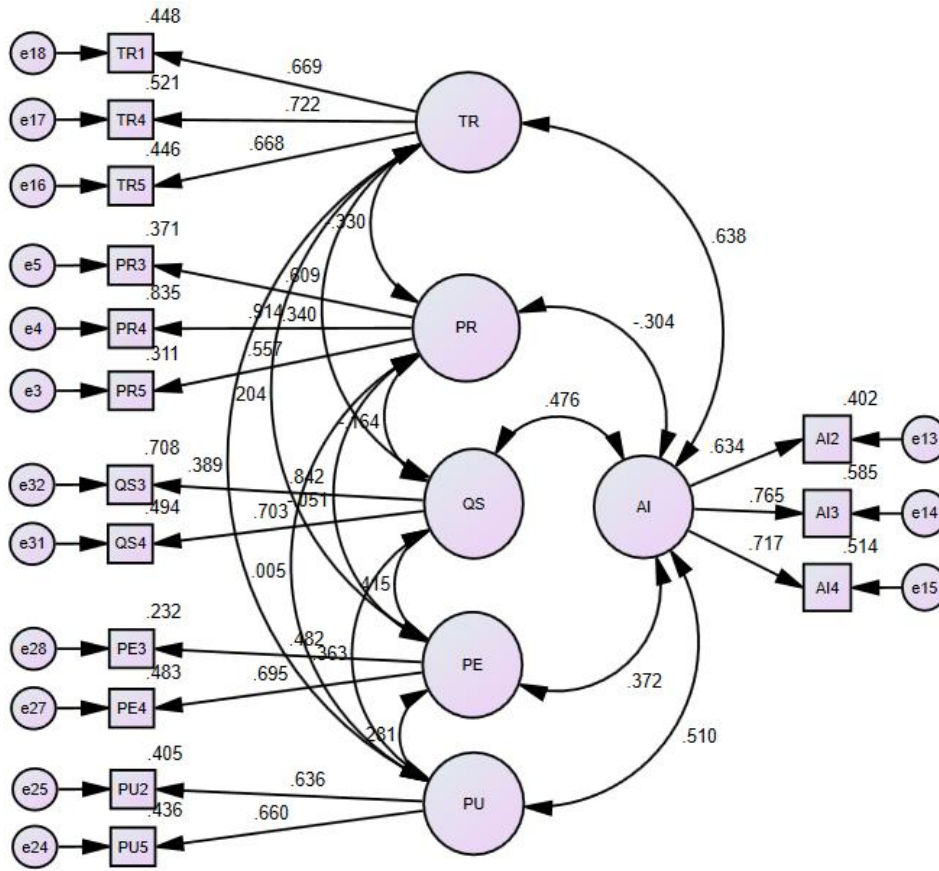 .448
e18 TR1
.669
.521
.722
TR
e17 TR4
.446
.668
e16 TR5
-.330
.638
.371
e5 PR3
.609
.835
.914 .340
PR
-.304
e4 PR4
.311
.557
e3 PR5
.204
-.164
.476
.402
AI2 e13
.634
.708
.389
.842
e32 QS3
-.051
QS
AI
.585
.765
AI3 e14
.494
.703
e31 QS4
.717
.514
.005
.415
AI4 e15
.232
.482
.363
e28 PE3
PE
.372
.483
.695
e27 PE4
.281
.510
.405
.636
e25 PU2
PU
.436
.660
e24 PU5